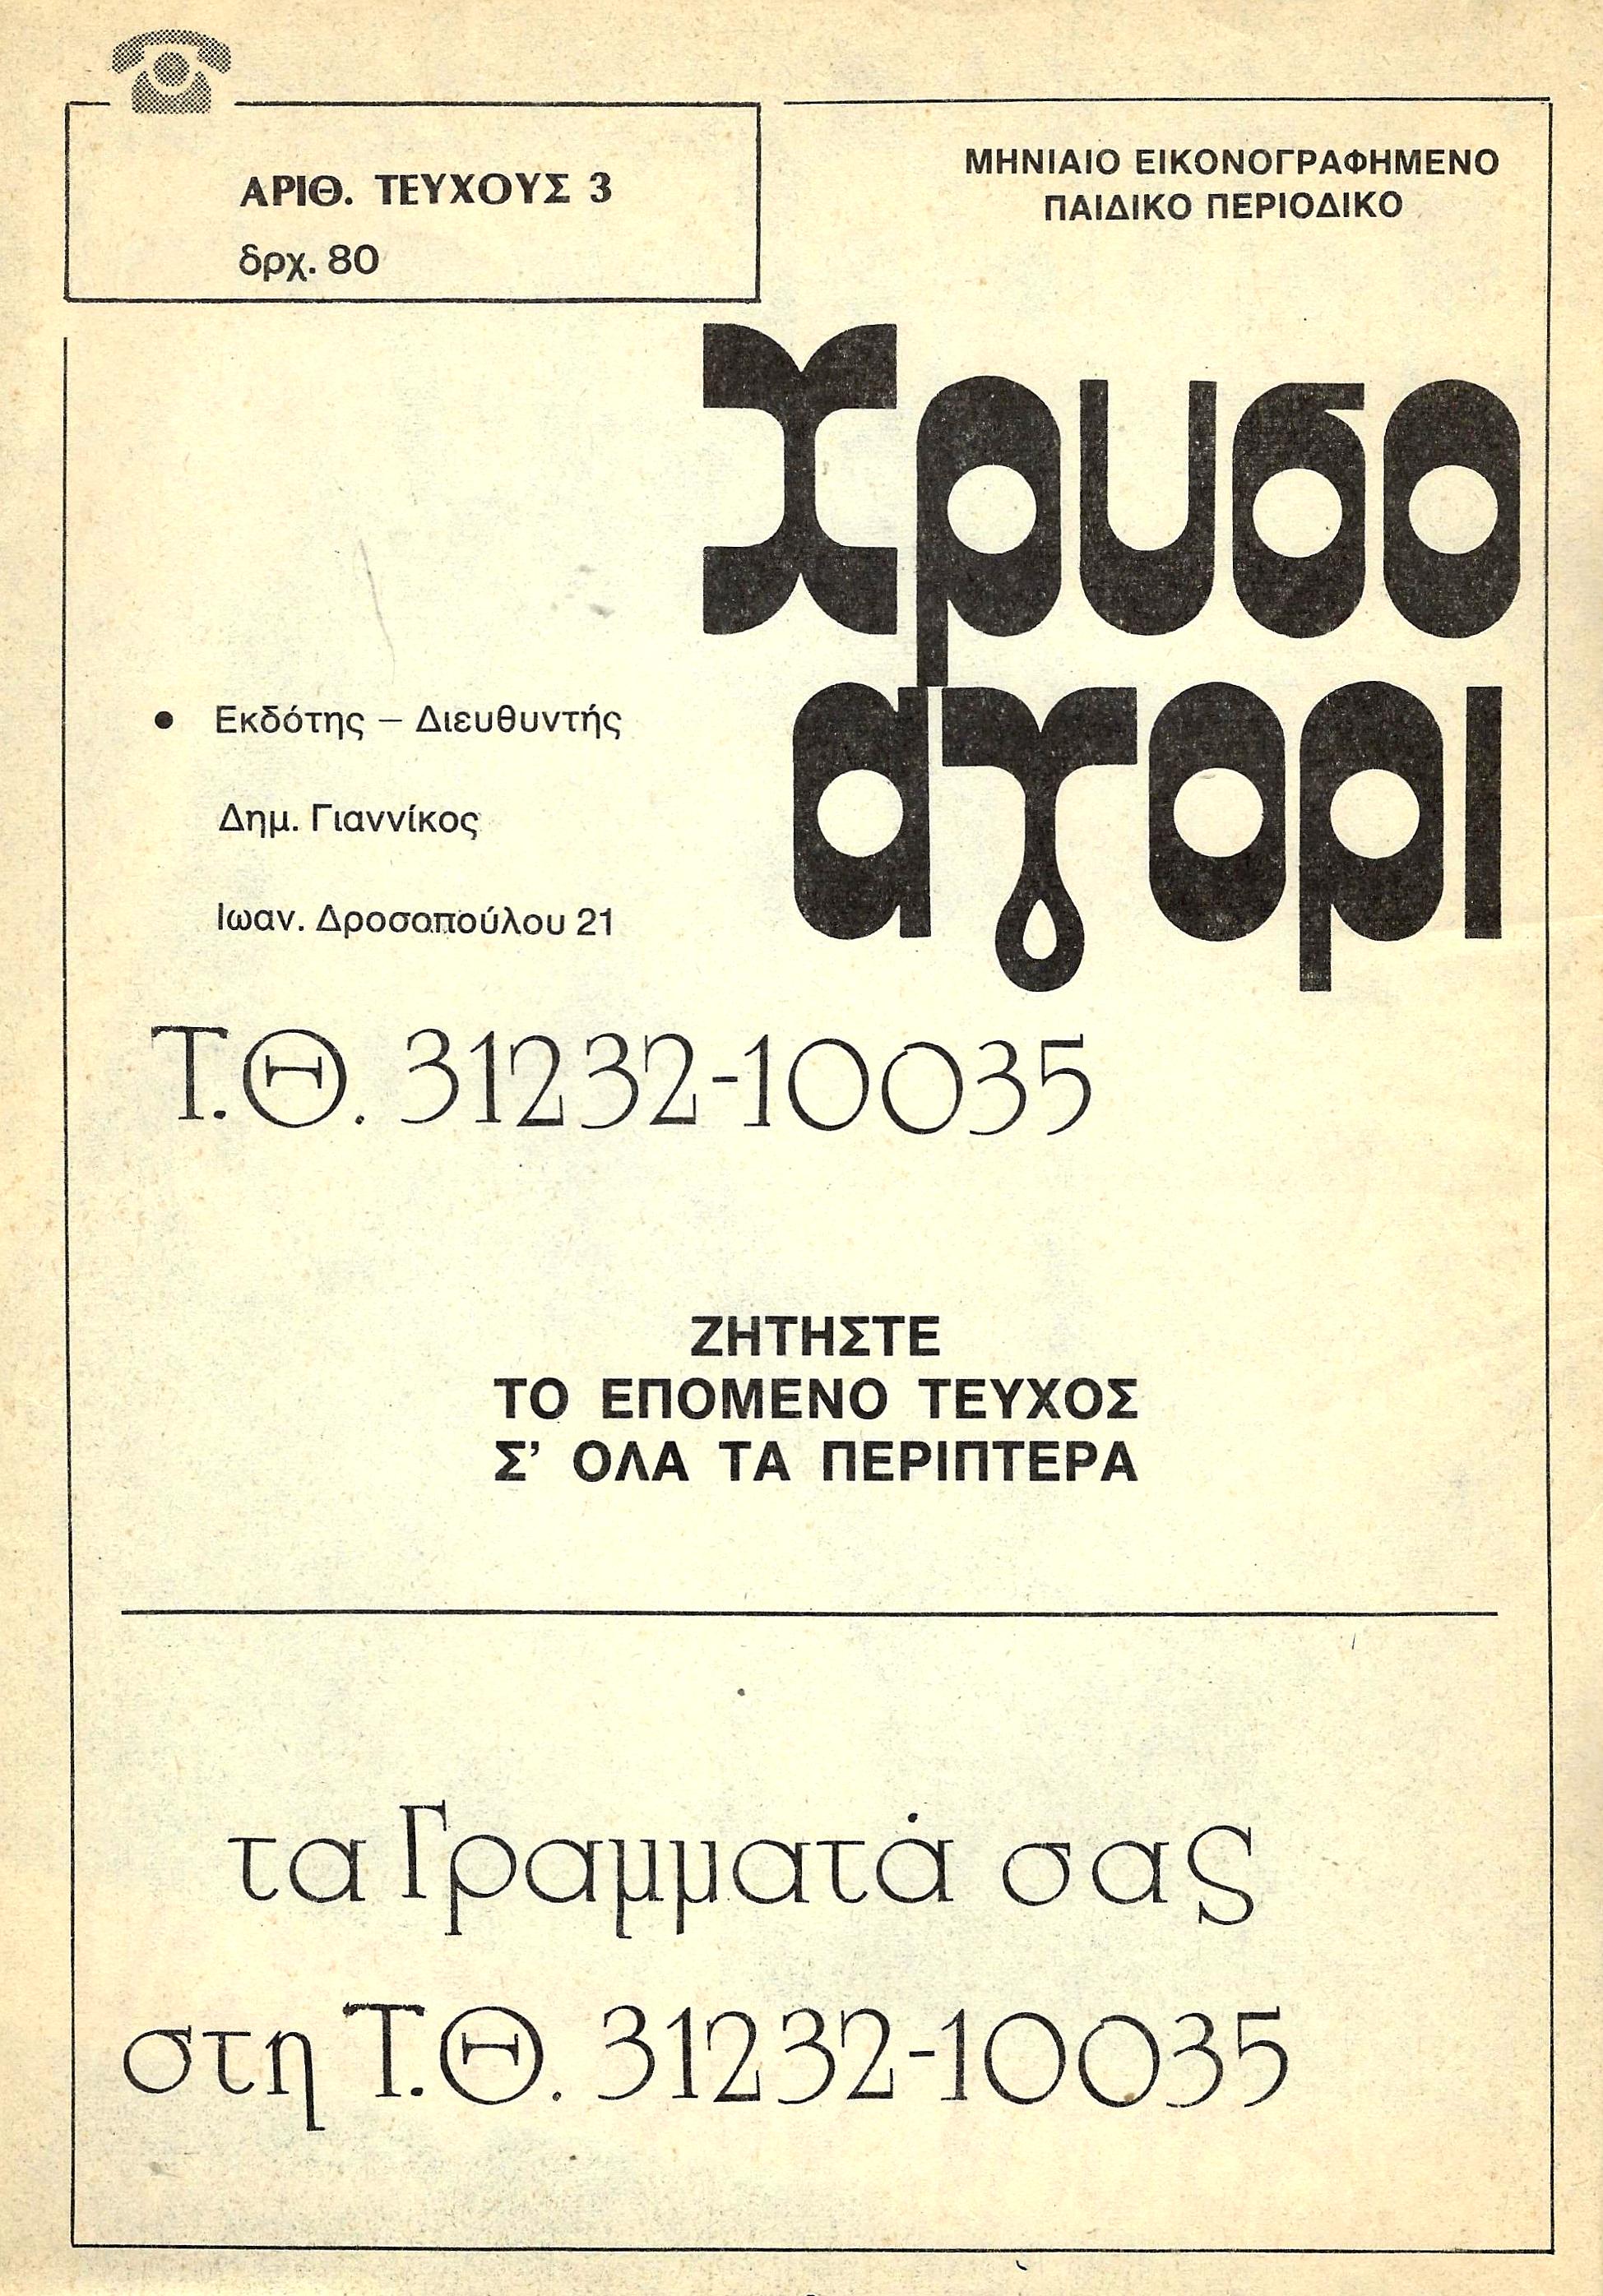 ΑΡΙΘ. ΤΕΥΧΟΥΣ 3
δρχ. 80
ΜΗΝΙΑΙΟ ΕΙΚΟΝΟΓΡΑΦΗΜΕΝΟ
ΠΑΙΔΙΚΟ ΠΕΡΙΟΔΙΚΟ
χρυσο
αγορι
• Εκδότης – Διευθυντής
Δημ. Γιαννίκος
Ιωαν. Δροσοπούλου 21
Τ.Θ. 31232-10035
ΖΗΤΗΣΤΕ
ΤΟ ΕΠΟΜΕΝΟ ΤΕΥΧΟΣ
Σ' ΟΛΑ ΤΑ ΠΕΡΙΠΤΕΡΑ
τα Γραμματά σας
στη Τ.Θ. 31232-10035